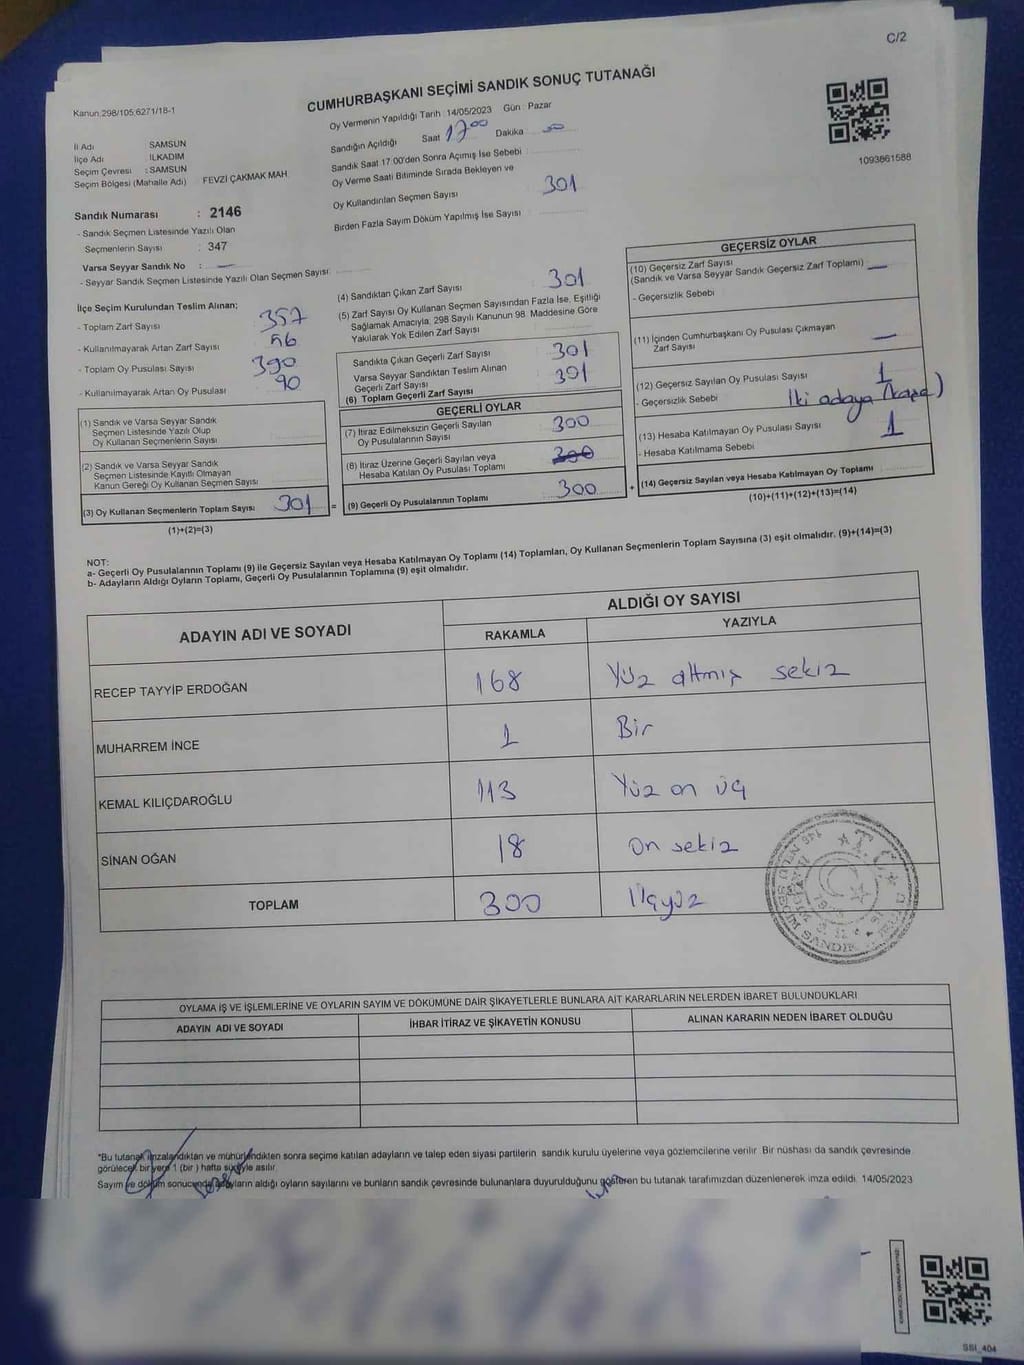 C/2
Kanun:298/105;6271/18-1
CUMHURBAŞKANI SEÇİMİ SANDIK SONUÇ TUTANAĞI
Oy Vermenin Yapıldığı Tarih : 14/05/2023 Gün : Pazar
Sandığın Açıldığı Saat 17 00 Dakika
Sandık Saat 17:00'den Sonra Açımış İse Sebebi :
Oy Verme Saati Bitiminde Sırada Bekleyen ve
Oy Kullandırılan Seçmen Sayısı 301
Birden Fazla Sayım Döküm Yapılmış İse Sayısı
1093861588
İl Adı SAMSUN
İlçe Adı İLKADIM
Seçim Çevresi : SAMSUN
Seçim Bölgesi (Mahalle Adı) FEVZİ ÇAKMAK MAH.
Sandık Numarası : 2146
- Sandık Seçmen Listesinde Yazılı Olan
Seçmenlerin Sayısı : 347
Varsa Seyyar Sandık No : —
- Seyyar Sandık Listesinde Yazılı Olan Seçmen Sayısı:
İlçe Seçim Kurulundan Teslim Alınan;
- Toplam Zarf Sayısı 357
- Kullanılmayarak Artan Zarf Sayısı 56
- Toplam Oy Pusulası Sayısı 390
- Kullanılmayarak Artan Oy Pusulası 90
(1) Sandık ve Varsa Seyyar Sandık
Seçmen Listesinde Yazılı Olup
Oy Kullanan Seçmenlerin Sayısı
(2) Sandık ve Varsa Seyyar Sandık
Seçmen Listesinde Kayıtlı Olmayan
Kanun Gereği Oy Kullanan Seçmen Sayısı
(3) Oy Kullanan Seçmenlerin Toplam Sayısı 301 =
(1)+(2)=(3)
(4) Sandıktan Çıkan Zarf Sayısı 301
(5) Zarf Sayısı Oy Kullanan Seçmen Sayısından Fazla İse, Eşitliği
Sağlamak Amacıyla, 298 Sayılı Kanunun 98. Maddesine Göre
Yakılarak Yok Edilen Zarf Sayısı
Sandıkta Çıkan Geçerli Zarf Sayısı 301
Varsa Seyyar Sandıktan Teslim Alınan
Geçerli Zarf Sayısı 301
(6) Toplam Geçerli Zarf Sayısı
GEÇERLİ OYLAR
(7) İtiraz Edilmeksizin Geçerli Sayılan
Oy Pusulalarının Sayısı 300
(8) İtiraz Üzerine Geçerli Sayılan ve
Hesaba Katılan Oy Pusulası Toplamı 300
(9) Geçerli Oy Pusulalarının Toplamı 300 +
GEÇERSİZ OYLAR
(10) Geçersiz Zarf Sayısı
(Sandık ve Varsa Seyyar Sandık Geçersiz Zarf Toplamı) —
- Geçersizlik Sebebi
(11) İçinden Cumhurbaşkanı Oy Pusulası Çıkmayan
Zarf Sayısı —
(12) Geçersiz Sayılan Oy Pusulası Sayısı 1
- Geçersizlik Sebebi İki adaya
(13) Hesaba Katılmayan Oy Pusulası Sayısı 1
- Hesaba Katılmama Sebebi
(14) Geçersiz Sayılan veya Hesaba Katılmayan Oy Toplamı
(10)+(11)+(12)+(13)=(14)
NOT:
a- Geçerli Oy Pusulalarının Toplamı (9) ile Geçersiz Sayılan veya Hesaba Katılmayan Oy Toplamı (14) Toplamları, Oy Kullanan Seçmenlerin Toplam Sayısına (3) eşit olmalıdır. (9)+(14)=(3)
b- Adayların Aldığı Oyların Toplamı, Geçerli Oy Pusulalarının Toplamına (9) eşit olmalıdır.
ADAYIN ADI VE SOYADI
ALDIĞI OY SAYISI
RAKAMLA YAZIYLA
RECEP TAYYİP ERDOĞAN 168 Yüz altmış sekiz
MUHARREM İNCE 1 Bir
KEMAL KILIÇDAROĞLU 113 Yüz on üç
SİNAN OĞAN 18 On sekiz
TOPLAM 300 Üçyüz
OYLAMA İŞ VE İŞLEMLERİNE VE OYLARIN SAYIM VE DÖKÜMÜNE DAİR ŞİKAYETLERLE BUNLARA AİT KARARLARIN NELERDEN İBARET BULUNDUKLARI
ADAYIN ADI VE SOYADI İHBAR İTİRAZ VE ŞİKAYETİN KONUSU ALINAN KARARIN NEDEN İBARET OLDUĞU
*Bu tutanak imzalandıktan ve mühürlendikten sonra seçime katılan adayların ve talep eden siyasi partilerin sandık kurulu üyelerine veya gözlemcilerine verilir. Bir nüshası da sandık çevresinde
görülecek bir yere 1 (bir ) hafta süreyle asılır.
Sayım ve döküm sonucunda adayların aldığı oyların sayılarını ve bunların sandık çevresinde bulunanlara duyurulduğunu gösteren bu tutanak tarafımızdan düzenlenerek imza edildi. 14/05/2023
SSI_404